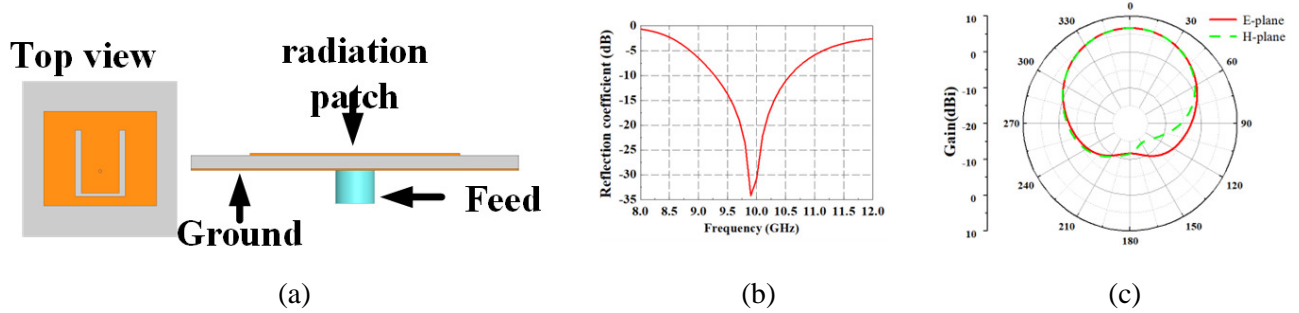 Top view
radiation
patch
Ground
Feed
(a)
0
-5
-10
-15
-20
-25
-30
-35
8.0 8.5 9.0 9.5 10.0 10.5 11.0 11.5 12.0
Reflection coefficient (dB)
Frequency (GHz)
(b)
10
0
-10
-20
-10
0
10
Gain(dBi)
0
30
60
90
120
150
180
210
240
270
300
330
E-plane
H-plane
(c)